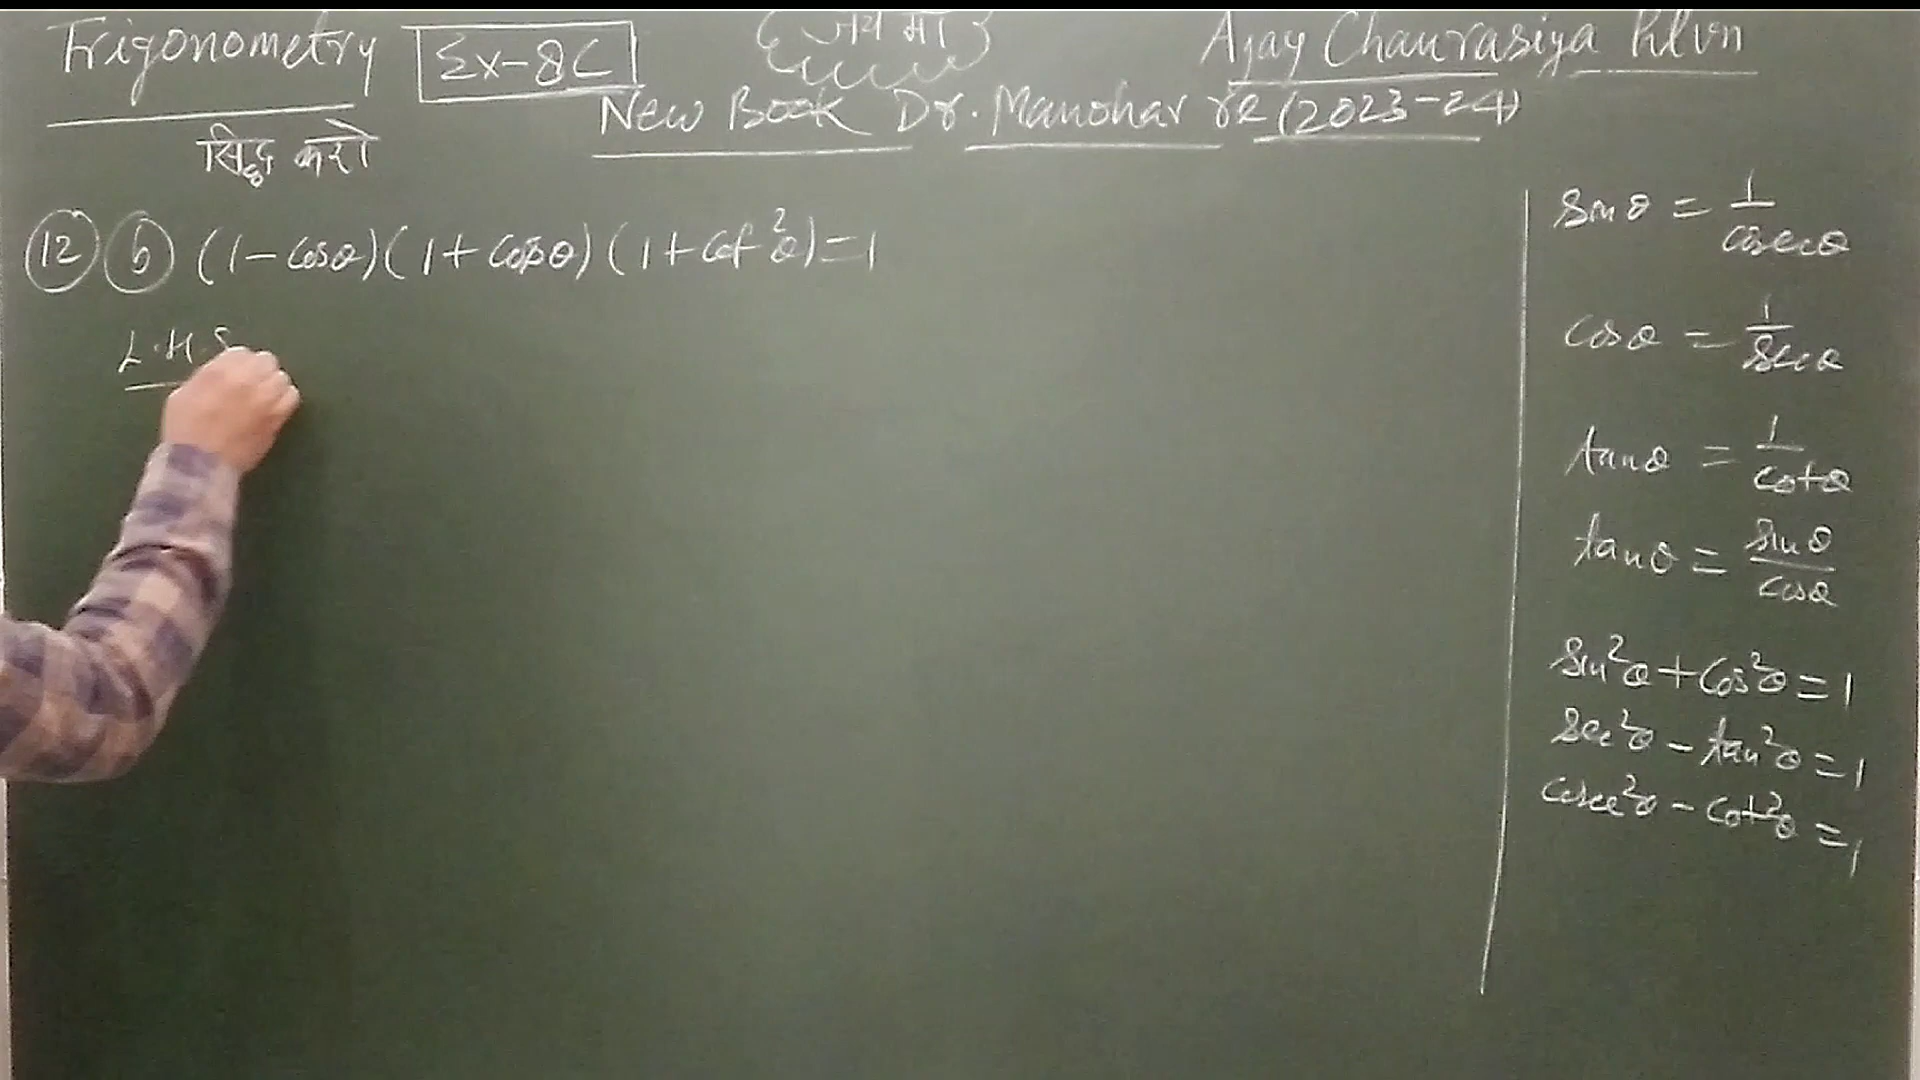 Trigonometry Ex-8C
जय माँ
Ajay Chaurasiya
New Book Dr. Manohar re (2023-24)
सिद्ध करो
12 b (1-cosθ)(1+cosθ)(1+cot²θ)=1
L.H.S
sinθ = 1/cosecθ
cosθ = 1/secθ
tanθ = 1/cotθ
tanθ = sinθ/cosθ
sin²θ+cos²θ=1
sec²θ-tan²θ=1
cosec²θ-cot²θ=1